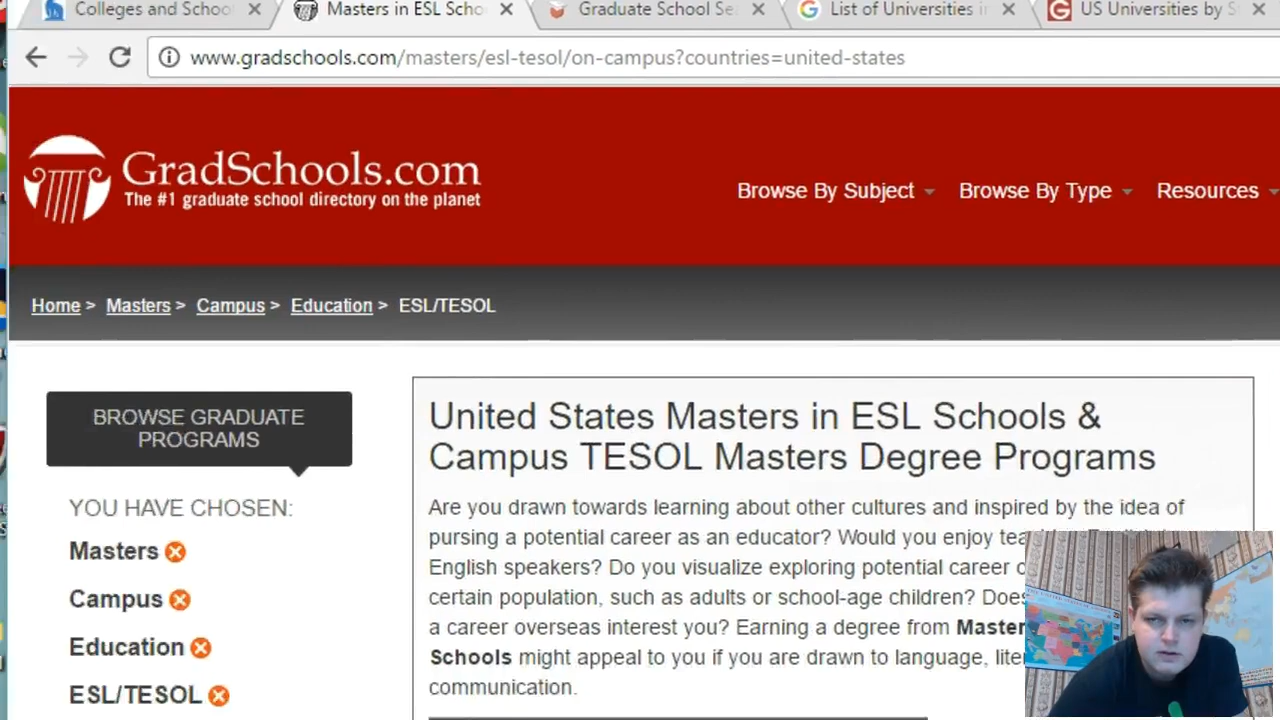 Colleges and Schoo
Masters in ESL Scho
Graduate School Se
List of Universities i
US Universities by S
www.gradschools.com/masters/esl-tesol/on-campus?countries=united-states
GradSchools.com
The #1 graduate school directory on the planet
Browse By Subject
Browse By Type
Resources
Home > Masters > Campus > Education > ESL/TESOL
BROWSE GRADUATE
PROGRAMS
YOU HAVE CHOSEN:
Masters
Campus
Education
ESL/TESOL
United States Masters in ESL Schools &
Campus TESOL Masters Degree Programs
Are you drawn towards learning about other cultures and inspired by the idea of
pursing a potential career as an educator? Would you enjoy
English speakers? Do you visualize exploring potential career
certain population, such as adults or school-age children?
a career overseas interest you? Earning a degree from Master
Schools might appeal to you if you are drawn to language,
communication.